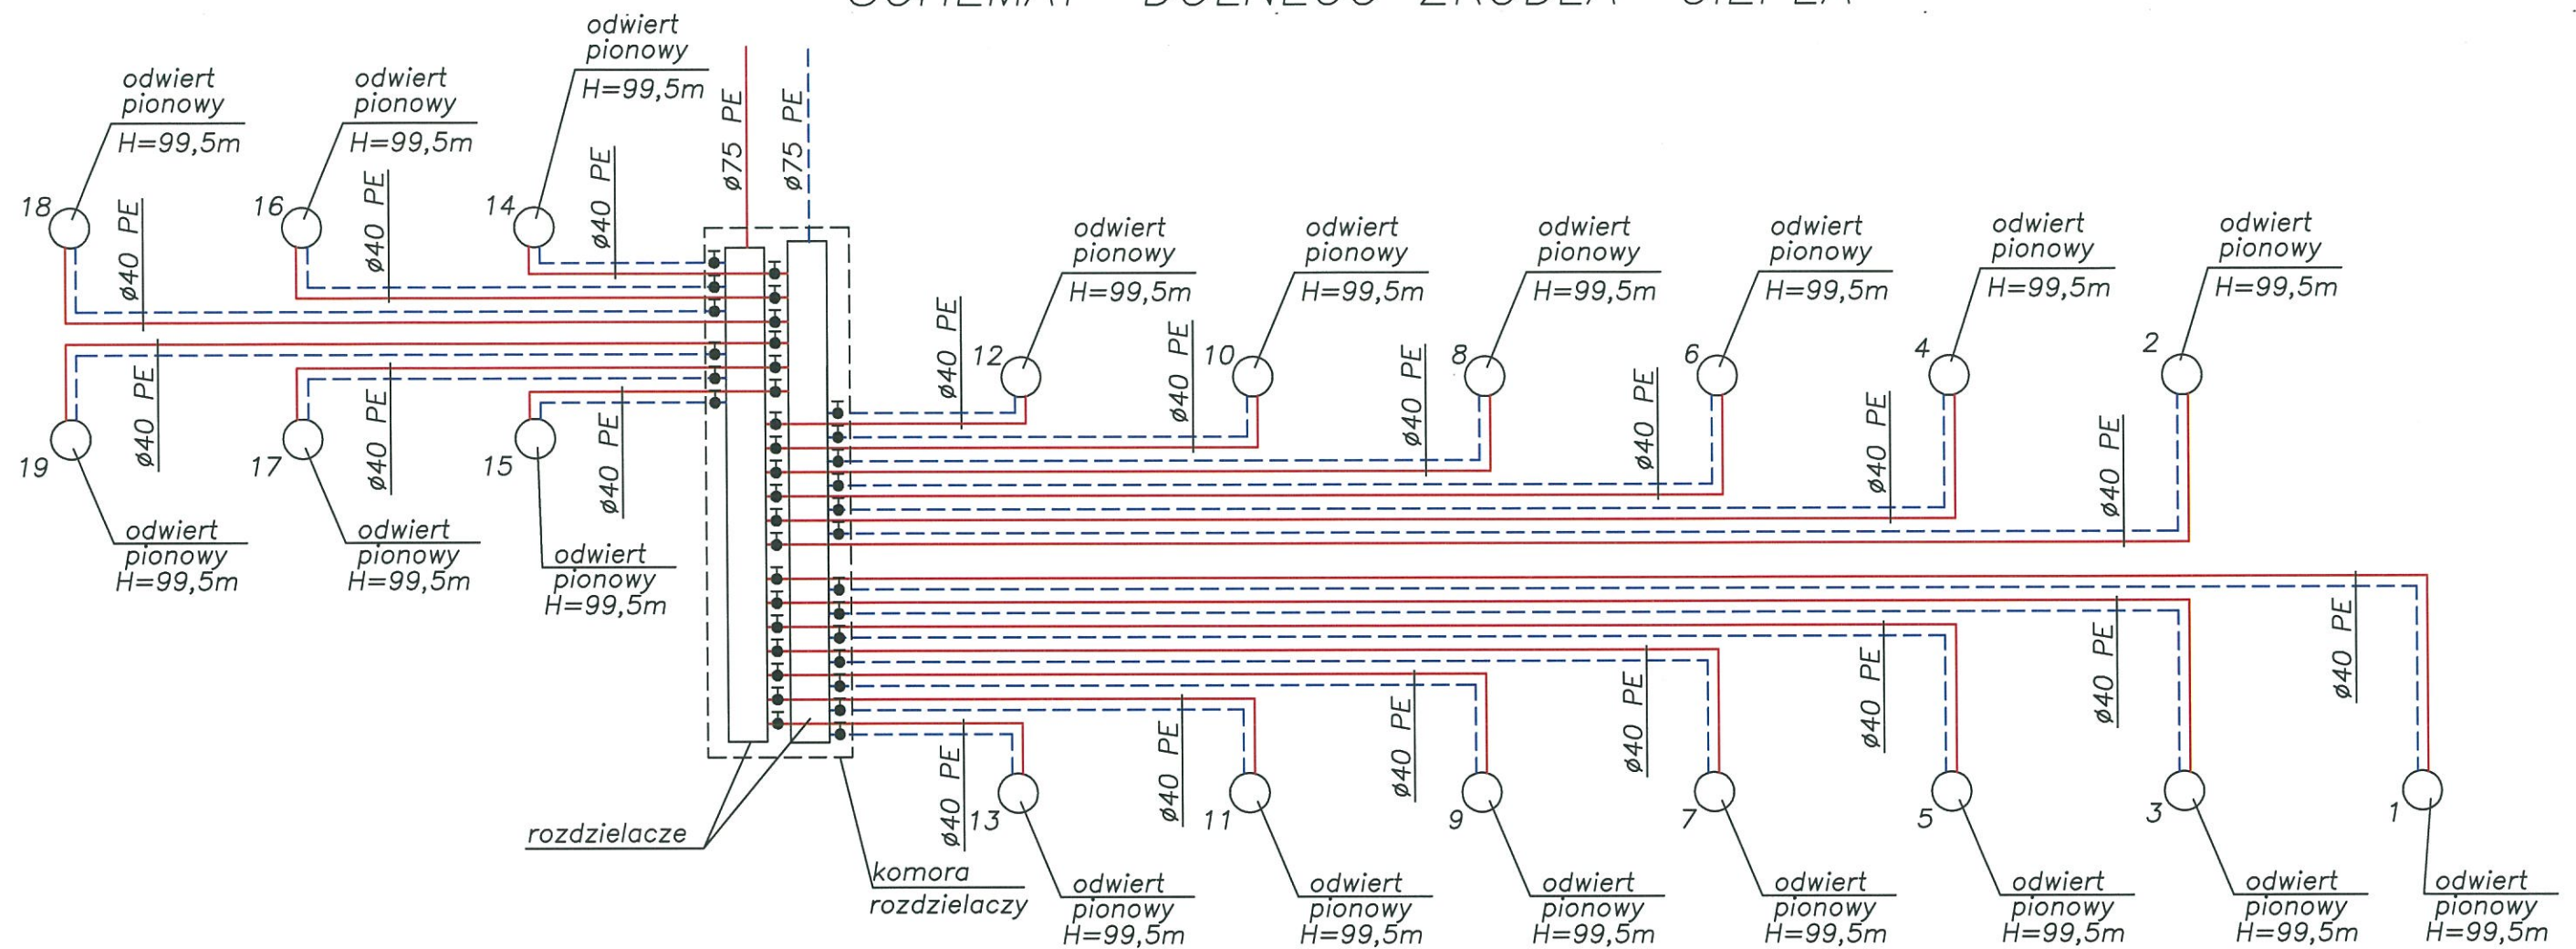 odwiert
pionowy
H=99,5m
18
ø40 PE
odwiert
pionowy
H=99,5m
16
ø40 PE
odwiert
pionowy
H=99,5m
14
ø40 PE
ø75 PE
ø75 PE
19
ø40 PE
odwiert
pionowy
H=99,5m
17
ø40 PE
odwiert
pionowy
H=99,5m
15
ø40 PE
odwiert
pionowy
H=99,5m
odwiert
pionowy
H=99,5m
12
ø40 PE
odwiert
pionowy
H=99,5m
10
ø40 PE
odwiert
pionowy
H=99,5m
8
ø40 PE
odwiert
pionowy
H=99,5m
6
ø40 PE
odwiert
pionowy
H=99,5m
4
ø40 PE
odwiert
pionowy
H=99,5m
2
ø40 PE
rozdzielacze
komora
rozdzielaczy
ø40 PE
13
odwiert
pionowy
H=99,5m
ø40 PE
11
odwiert
pionowy
H=99,5m
ø40 PE
9
odwiert
pionowy
H=99,5m
ø40 PE
7
odwiert
pionowy
H=99,5m
ø40 PE
5
odwiert
pionowy
H=99,5m
ø40 PE
3
odwiert
pionowy
H=99,5m
ø40 PE
1
odwiert
pionowy
H=99,5m